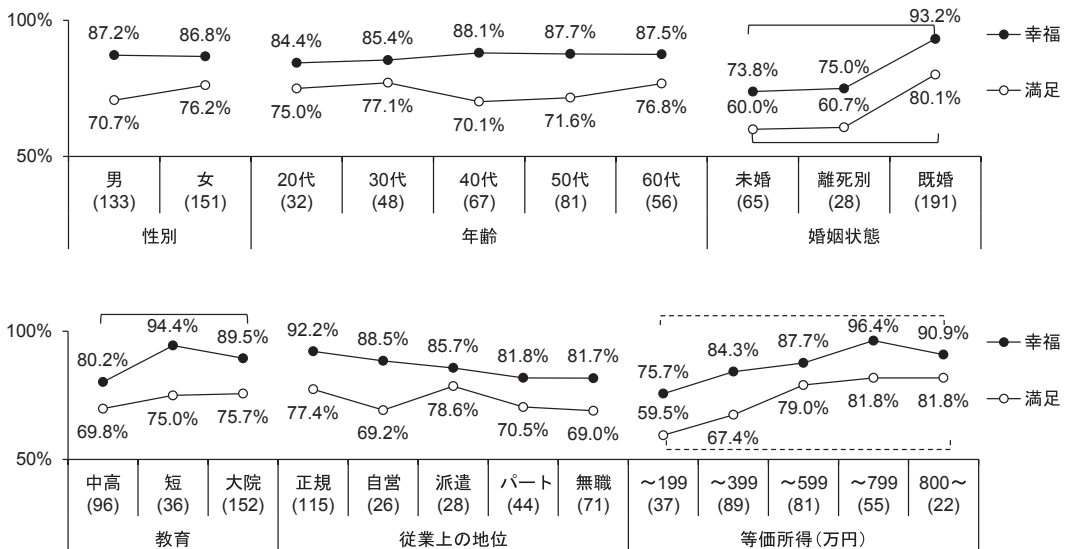 100%
87.2% 86.8% 84.4% 85.4% 88.1% 87.7% 87.5% 73.8% 75.0% 93.2%
幸福
70.7% 76.2% 75.0% 77.1% 70.1% 71.6% 76.8% 60.0% 60.7% 80.1%
満足
50%
男 女 20代 30代 40代 50代 60代 未婚 離死別 既婚
(133) (151) (32) (48) (67) (81) (56) (65) (28) (191)
性別 年齢 婚姻状態
100%
80.2% 94.4% 89.5% 92.2% 88.5% 85.7% 81.8% 81.7% 75.7% 84.3% 87.7% 96.4% 90.9%
幸福
69.8% 75.0% 75.7% 77.4% 69.2% 78.6% 70.5% 69.0% 59.5% 67.4% 79.0% 81.8% 81.8%
満足
50%
中高 短 大院 正規 自営 派遣 パート 無職 ～199 ～399 ～599 ～799 800～
(96) (36) (152) (115) (26) (28) (44) (71) (37) (89) (81) (55) (22)
教育 従業上の地位 等価所得(万円)